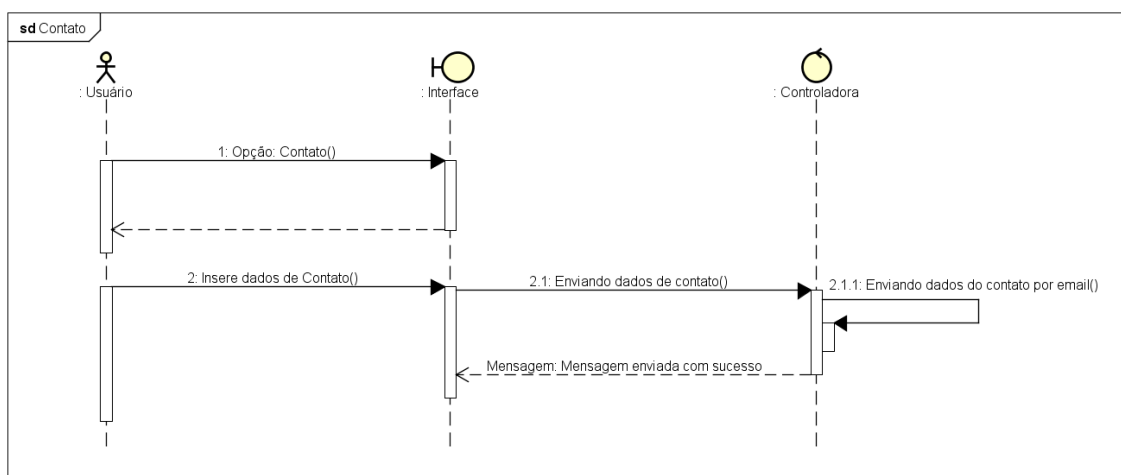 sd Contato
: Usuário
: Interface
: Controladora
1: Opção: Contato()
2: Insere dados de Contato()
2.1: Enviando dados de contato()
2.1.1: Enviando dados do contato por email()
Mensagem: Mensagem enviada com sucesso